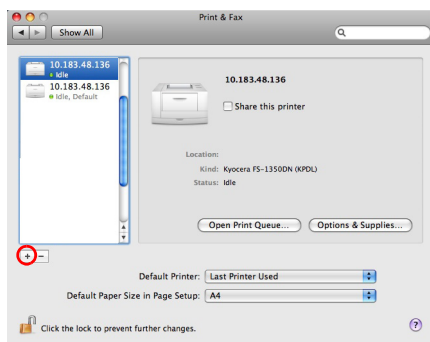 Print & Fax
Show All
10.183.48.136
Idle
10.183.48.136
Idle, Default
10.183.48.136
Share this printer
Location:
Kind: Kyocera FS-1350DN (KPDL)
Status: Idle
Open Print Queue... Options & Supplies...
+ -
Default Printer: Last Printer Used
Default Paper Size in Page Setup: A4
Click the lock to prevent further changes. ?